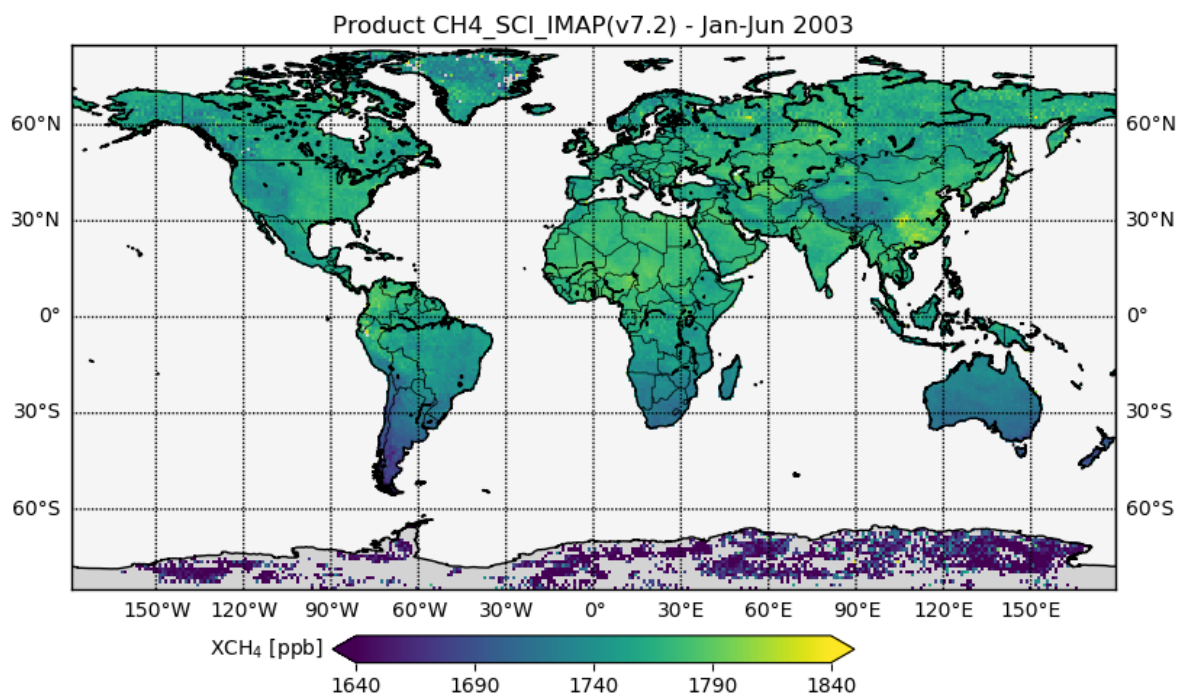 Product CH4_SCI_IMAP(v7.2) - Jan-Jun 2003
60°N 60°N
30°N 30°N
0° 0°
30°S 30°S
60°S 60°S
150°W 120°W 90°W 60°W 30°W 0° 30°E 60°E 90°E 120°E 150°E
XCH₄ [ppb]
1640 1690 1740 1790 1840